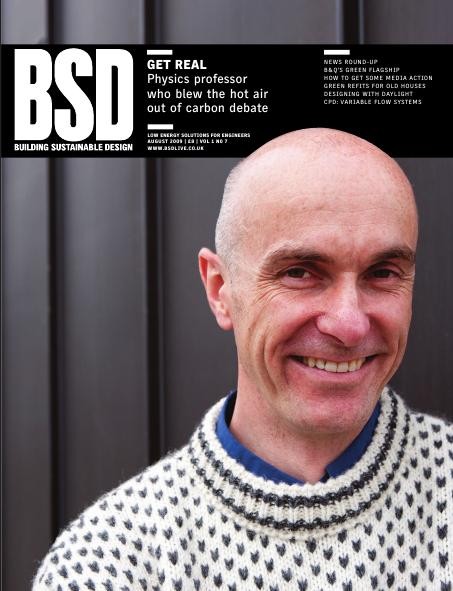 BSD
BUILDING SUSTAINABLE DESIGN
GET REAL
Physics professor
who blew the hot air
out of carbon debate
LOW ENERGY SOLUTIONS FOR ENGINEERS
AUGUST 2009 | £8 | VOL 1 NO 7
WWW.BSDLIVE.CO.UK
NEWS ROUND-UP
B&Q'S GREEN FLAGSHIP
HOW TO GET SOME MEDIA ACTION
GREEN REFITS FOR OLD HOUSES
DESIGNING WITH DAYLIGHT
CPD: VARIABLE FLOW SYSTEMS